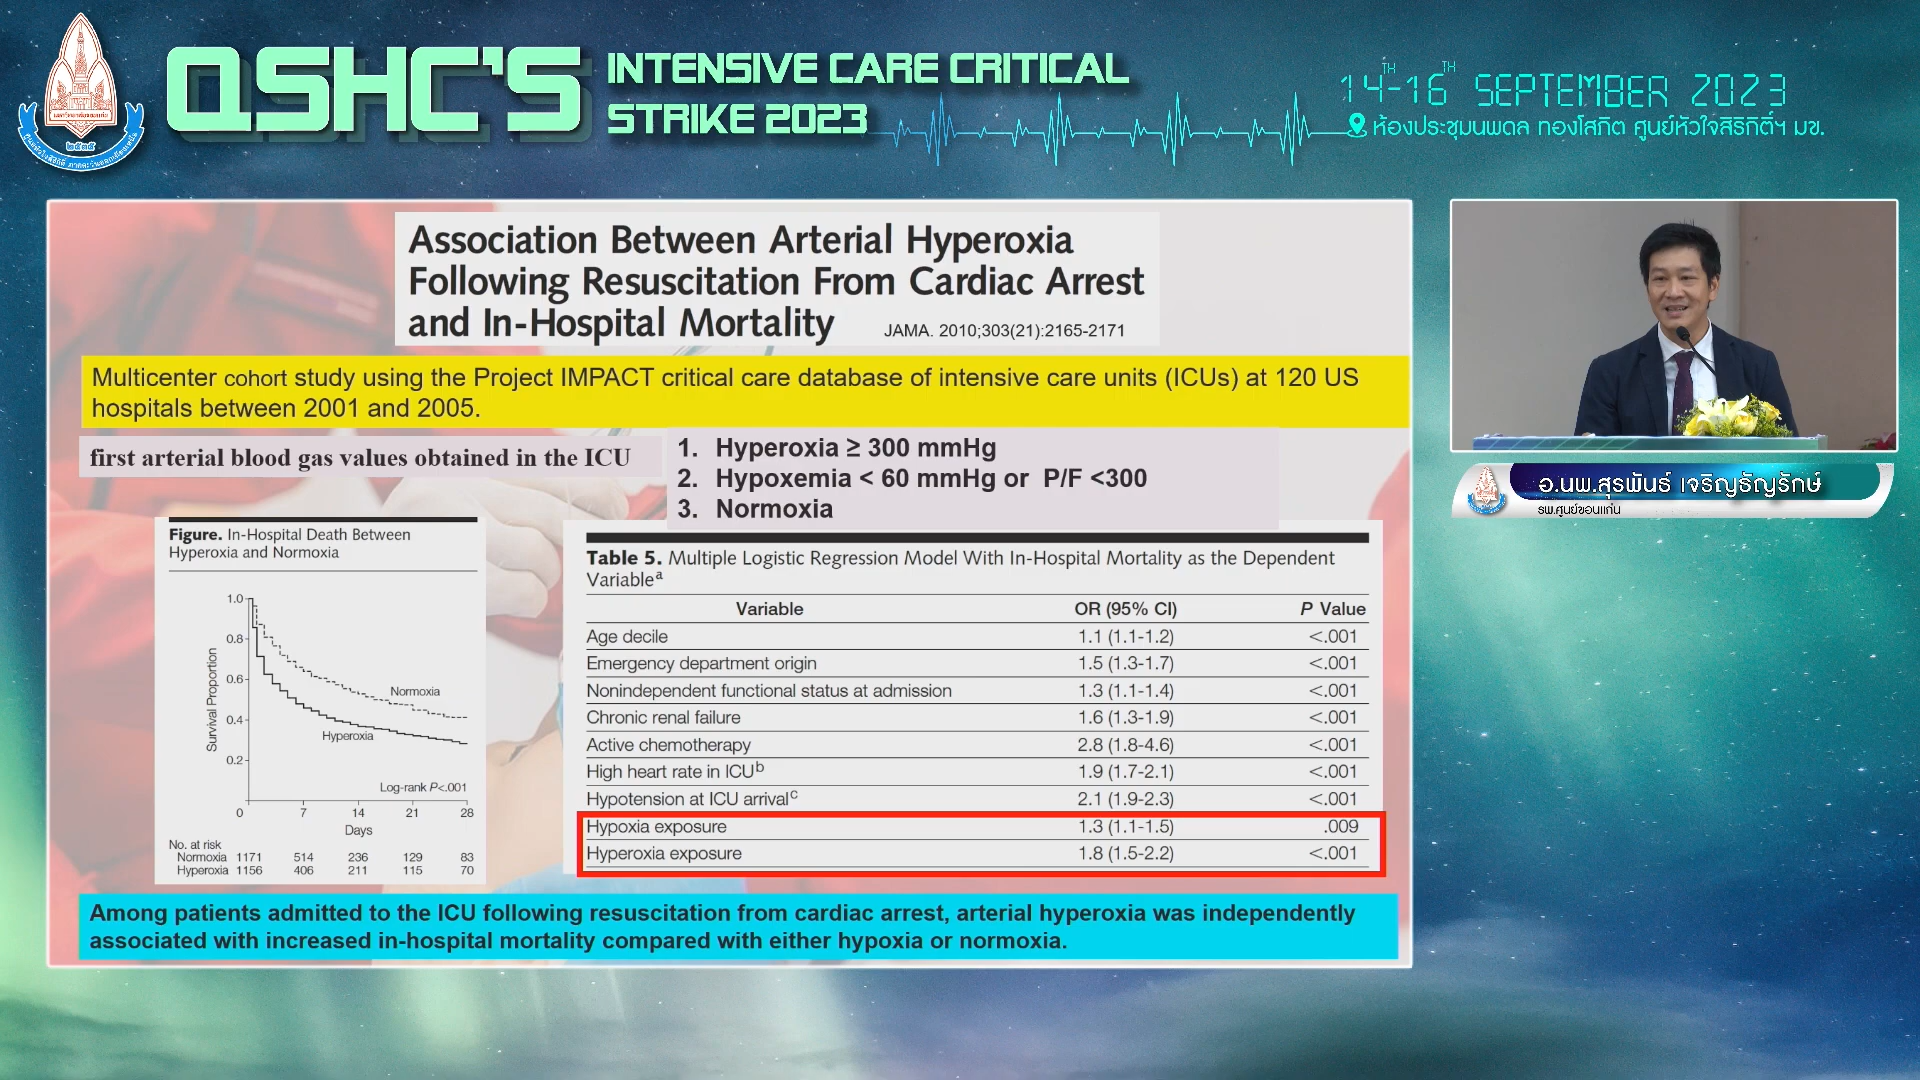 QSHC'S
INTENSIVE CARE CRITICAL
STRIKE 2023
14TH-16TH SEPTEMBER 2023
ห้องประชุมนพดล ทองโสภิต ศูนย์หัวใจสิริกิติ์ฯ มข.
Association Between Arterial Hyperoxia
Following Resuscitation From Cardiac Arrest
and In-Hospital Mortality JAMA. 2010;303(21):2165-2171
Multicenter cohort study using the Project IMPACT critical care database of intensive care units (ICUs) at 120 US
hospitals between 2001 and 2005.
first arterial blood gas values obtained in the ICU
1. Hyperoxia ≥ 300 mmHg
2. Hypoxemia < 60 mmHg or P/F <300
3. Normoxia
Figure. In-Hospital Death Between
Hyperoxia and Normoxia
Survival Proportion
1.0
0.8
0.6
0.4
0.2
Normoxia
Hyperoxia
Log-rank P<.001
0 7 14 21 28
Days
No. at risk
Normoxia 1171 514 236 129 83
Hyperoxia 1156 406 211 115 70
Table 5. Multiple Logistic Regression Model With In-Hospital Mortality as the Dependent
Variablea
Variable OR (95% CI) P Value
Age decile 1.1 (1.1-1.2) <.001
Emergency department origin 1.5 (1.3-1.7) <.001
Nonindependent functional status at admission 1.3 (1.1-1.4) <.001
Chronic renal failure 1.6 (1.3-1.9) <.001
Active chemotherapy 2.8 (1.8-4.6) <.001
High heart rate in ICUb 1.9 (1.7-2.1) <.001
Hypotension at ICU arrivalc 2.1 (1.9-2.3) <.001
Hypoxia exposure 1.3 (1.1-1.5) .009
Hyperoxia exposure 1.8 (1.5-2.2) <.001
Among patients admitted to the ICU following resuscitation from cardiac arrest, arterial hyperoxia was independently
associated with increased in-hospital mortality compared with either hypoxia or normoxia.
อ.นพ.สุรพันธ์ เจริญธัญรักษ์
รพ.ศูนย์ขอนแก่น